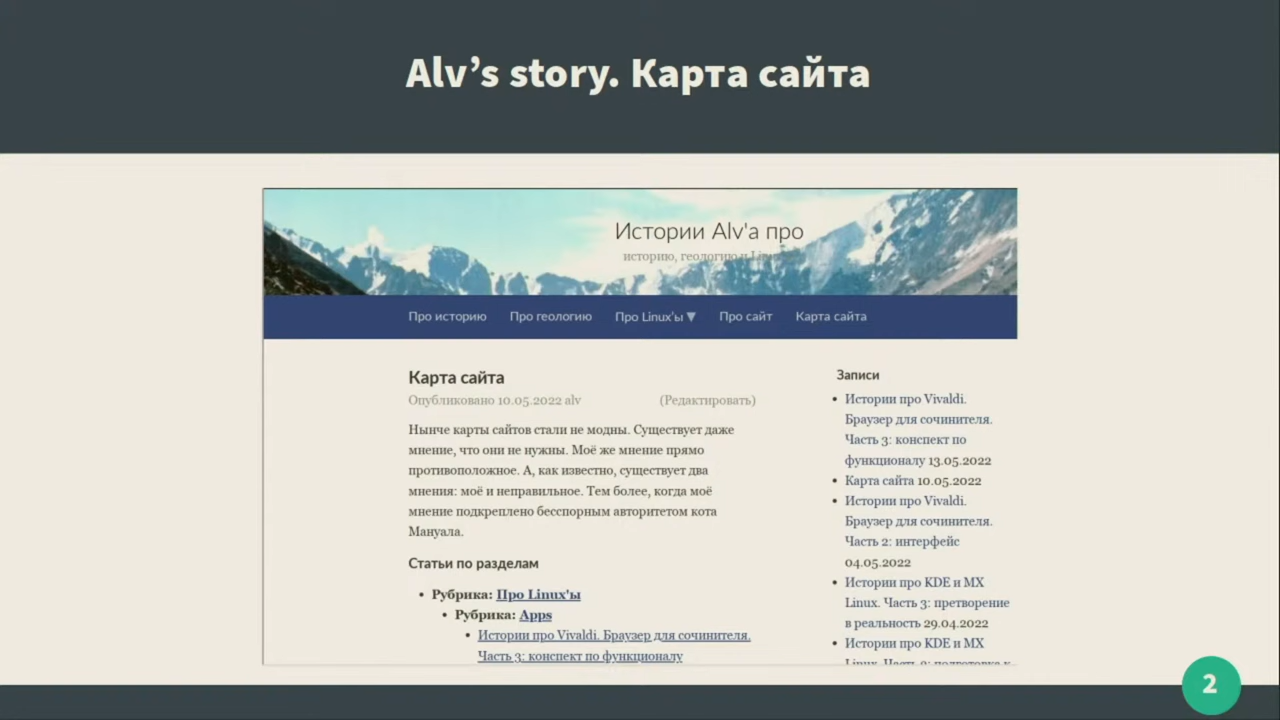 Alv’s story. Карта сайта
Истории Alv'a про
историю, геологию и Linux
Про историю Про геологию Про Linux'ы ▼ Про сайт Карта сайта
Карта сайта
Опубликовано 10.05.2022 alv (Редактировать)
Нынче карты сайтов стали не модны. Существует даже
мнение, что они не нужны. Моё же мнение прямо
противоположное. А, как известно, существует два
мнения: моё и неправильное. Тем более, когда моё
мнение подкреплено бесспорным авторитетом кота
Мануала.
Статьи по разделам
• Рубрика: Про Linux'ы
• Рубрика: Apps
• Истории про Vivaldi. Браузер для сочинителя.
Часть 3: конспект по функционалу
Записи
• Истории про Vivaldi.
Браузер для сочинителя.
Часть 3: конспект по
функционалу 13.05.2022
• Карта сайта 10.05.2022
• Истории про Vivaldi.
Браузер для сочинителя.
Часть 2: интерфейс
04.05.2022
• Истории про KDE и MX
Linux. Часть 3: претворение
в реальность 29.04.2022
• Истории про KDE и MX
Linux. Часть 2: подготовка к
2